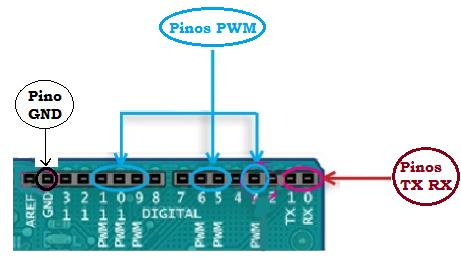 Pinos PWM
Pino
GND
Pinos
TX RX
AREF
GND
13
12
11
10
9
8
DIGITAL
7
6
5
4
3
2
TX 1
RX 0
PWM
PWM
PWM
PWM
PWM
PWM